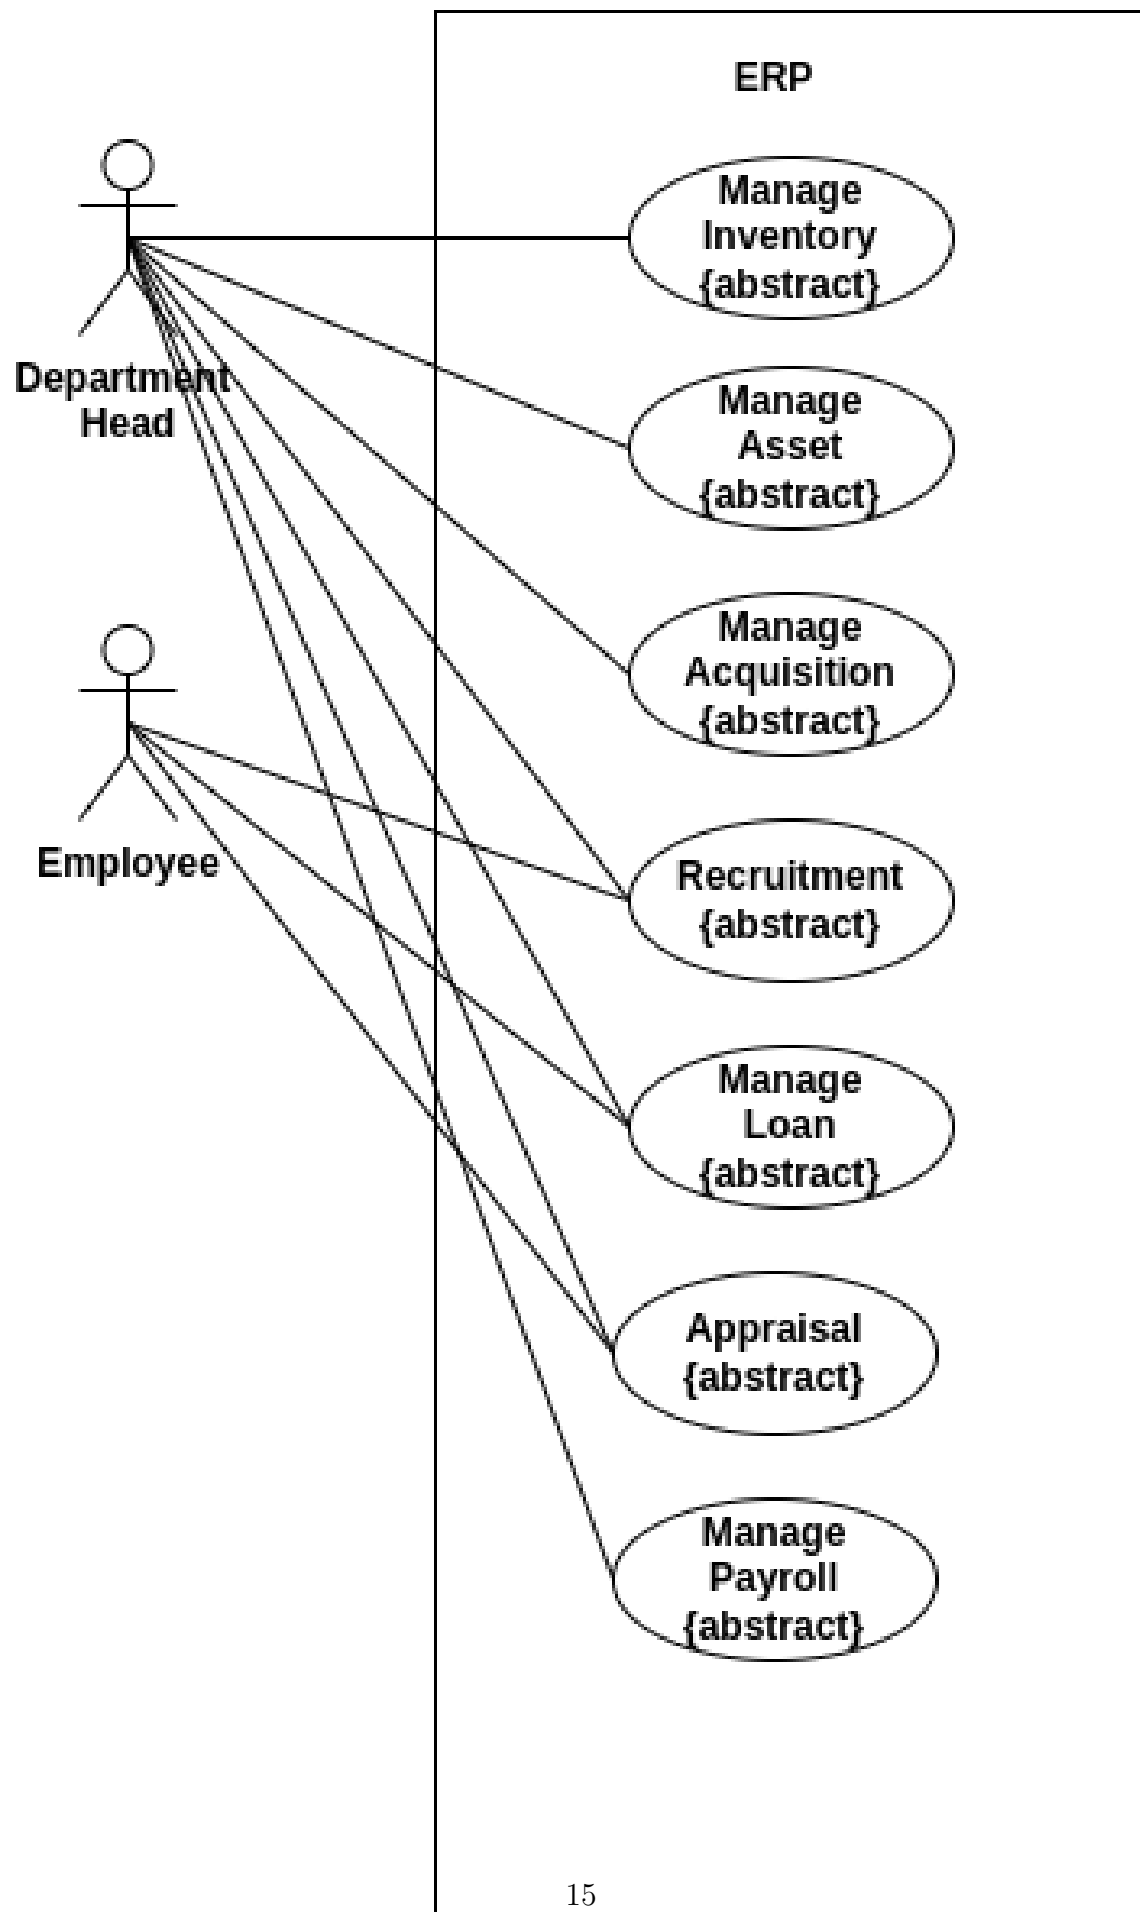 ERP
Manage
Inventory
{abstract}
Department
Head
Manage
Asset
{abstract}
Manage
Acquisition
{abstract}
Employee
Recruitment
{abstract}
Manage
Loan
{abstract}
Appraisal
{abstract}
Manage
Payroll
{abstract}
15